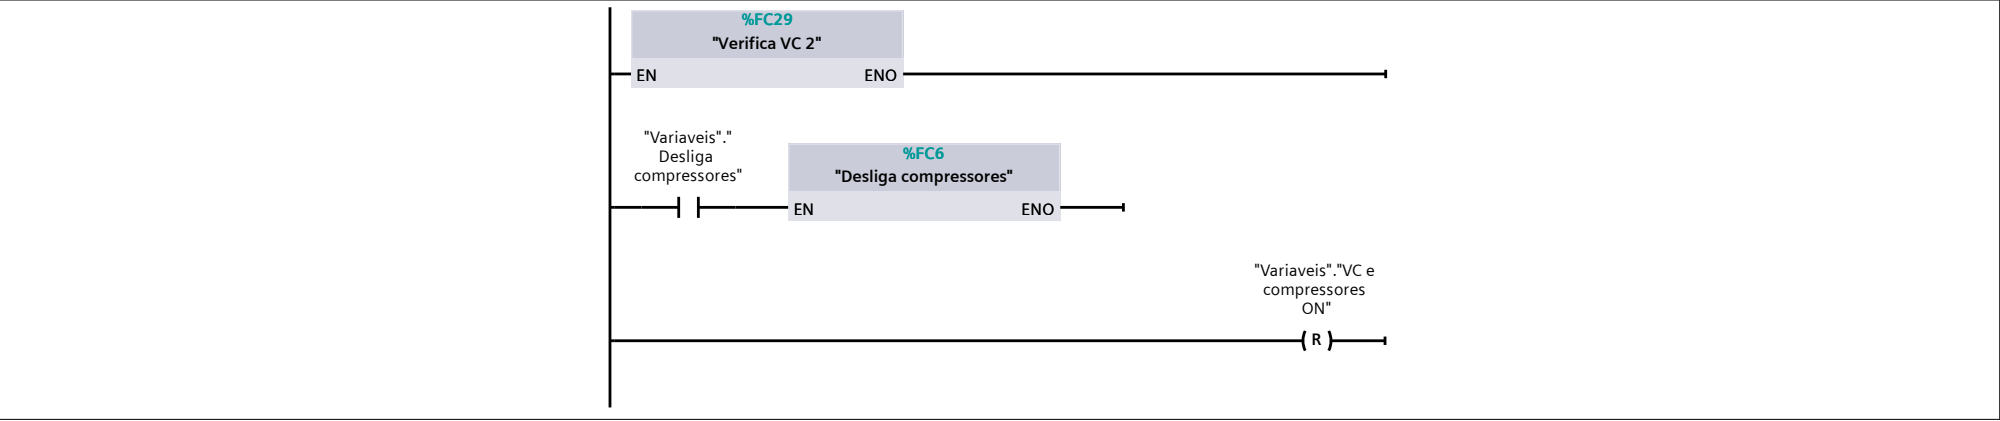 %FC29
"Verifica VC 2"
EN ENO
"Variaveis"."
Desliga
compressores"
%FC6
"Desliga compressores"
EN ENO
"Variaveis"."VC e
compressores
ON"
R